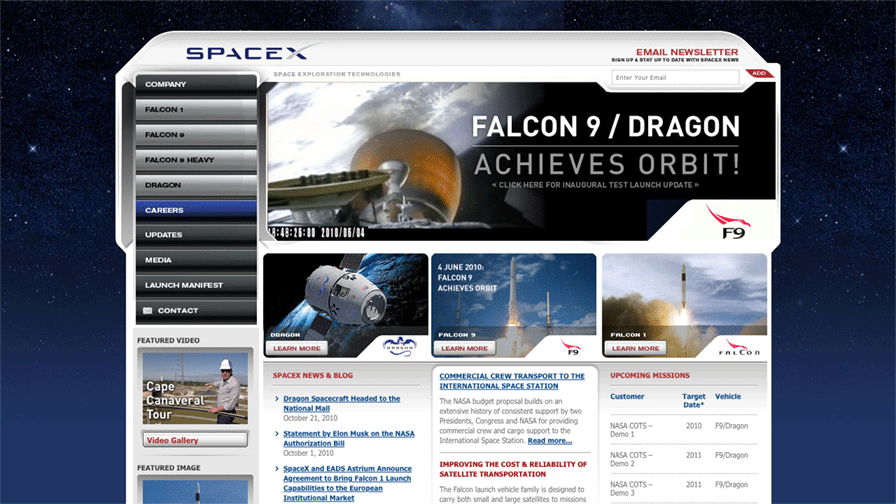 SPACEX
EMAIL NEWSLETTER
SIGN UP & STAY UP TO DATE WITH SPACEX NEWS
SPACE EXPLORATION TECHNOLOGIES
Enter Your Email
ADD
COMPANY
FALCON 1
FALCON 9
FALCON 9 HEAVY
DRAGON
CAREERS
UPDATES
MEDIA
LAUNCH MANIFEST
CONTACT
FALCON 9 / DRAGON
ACHIEVES ORBIT!
« CLICK HERE FOR INAUGURAL TEST LAUNCH UPDATE »
18:48:26:00 2010/06/04
F9
DRAGON
LEARN MORE
DRAGON
4 JUNE 2010:
FALCON 9
ACHIEVES ORBIT
FALCON 9
LEARN MORE
F9
FALCON 1
LEARN MORE
FALCON
FEATURED VIDEO
Cape
Canaveral
Tour
Video Gallery
FEATURED IMAGE
SPACEX NEWS & BLOG
Dragon Spacecraft Headed to the
National Mall
October 21, 2010
Statement by Elon Musk on the NASA
Authorization Bill
October 1, 2010
SpaceX and EADS Astrium Announce
Agreement to Bring Falcon 1 Launch
Capabilities to the European
Institutional Market
COMMERCIAL CREW TRANSPORT TO THE
INTERNATIONAL SPACE STATION
The NASA budget proposal builds on an
extensive history of consistent support by two
Presidents, Congress and NASA for providing
commercial crew and cargo support to the
International Space Station. Read more...
IMPROVING THE COST & RELIABILITY OF
SATELLITE TRANSPORTATION
The Falcon launch vehicle family is designed to
carry both small and large satellites to missions
UPCOMING MISSIONS
Customer Target Date* Vehicle
NASA COTS – Demo 1 2010 F9/Dragon
NASA COTS – Demo 2 2011 F9/Dragon
NASA COTS – Demo 3 2011 F9/Dragon